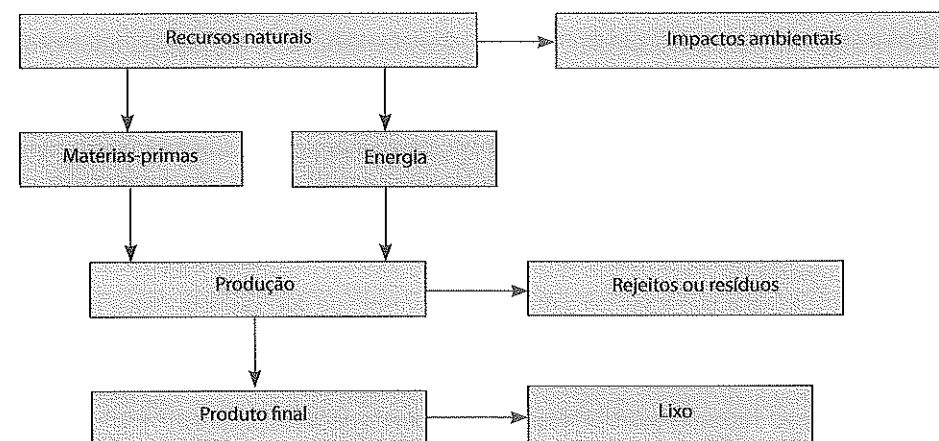 Recursos naturais
Impactos ambientais
Matérias-primas
Energia
Produção
Rejeitos ou resíduos
Produto final
Lixo